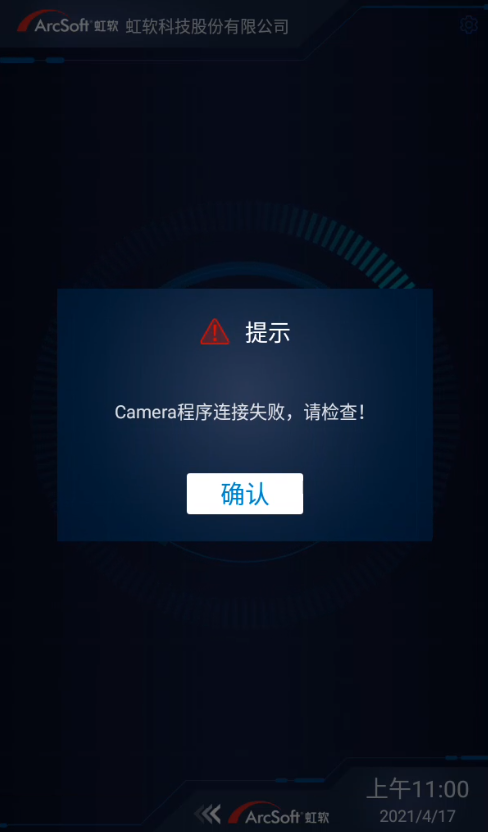 ArcSoft 虹软 虹软科技股份有限公司
提示
Camera程序连接失败，请检查！
确认
上午11:00
ArcSoft 虹软
2021/4/17